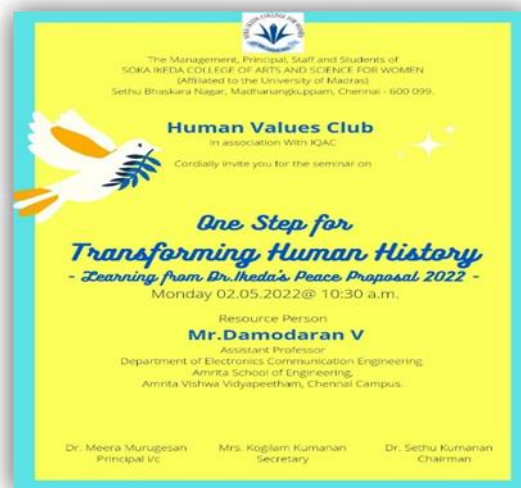 The Management, Principal, Staff and Students of
SOKA IKEDA COLLEGE OF ARTS AND SCIENCE FOR WOMEN
(Affiliated to the University of Madras)
Sethu Bhaskara Nagar, Madhanangkuppam, Chennai - 600 099.
Human Values Club
in association With IQAC
Cordially invite you for the seminar on
One Step for
Transforming Human History
- Learning from Dr.Ikeda's Peace Proposal 2022 -
Monday 02.05.2022@ 10:30 a.m.
Resource Person
Mr.Damodaran V
Assistant Professor
Department of Electronics Communication Engineering
Amrita School of Engineering,
Amrita Vishwa Vidyapeetham, Chennai Campus.
Dr. Meera Murugesan Mrs. Kogilam Kumanan Dr. Sethu Kumanan
Principal i/c Secretary Chairman